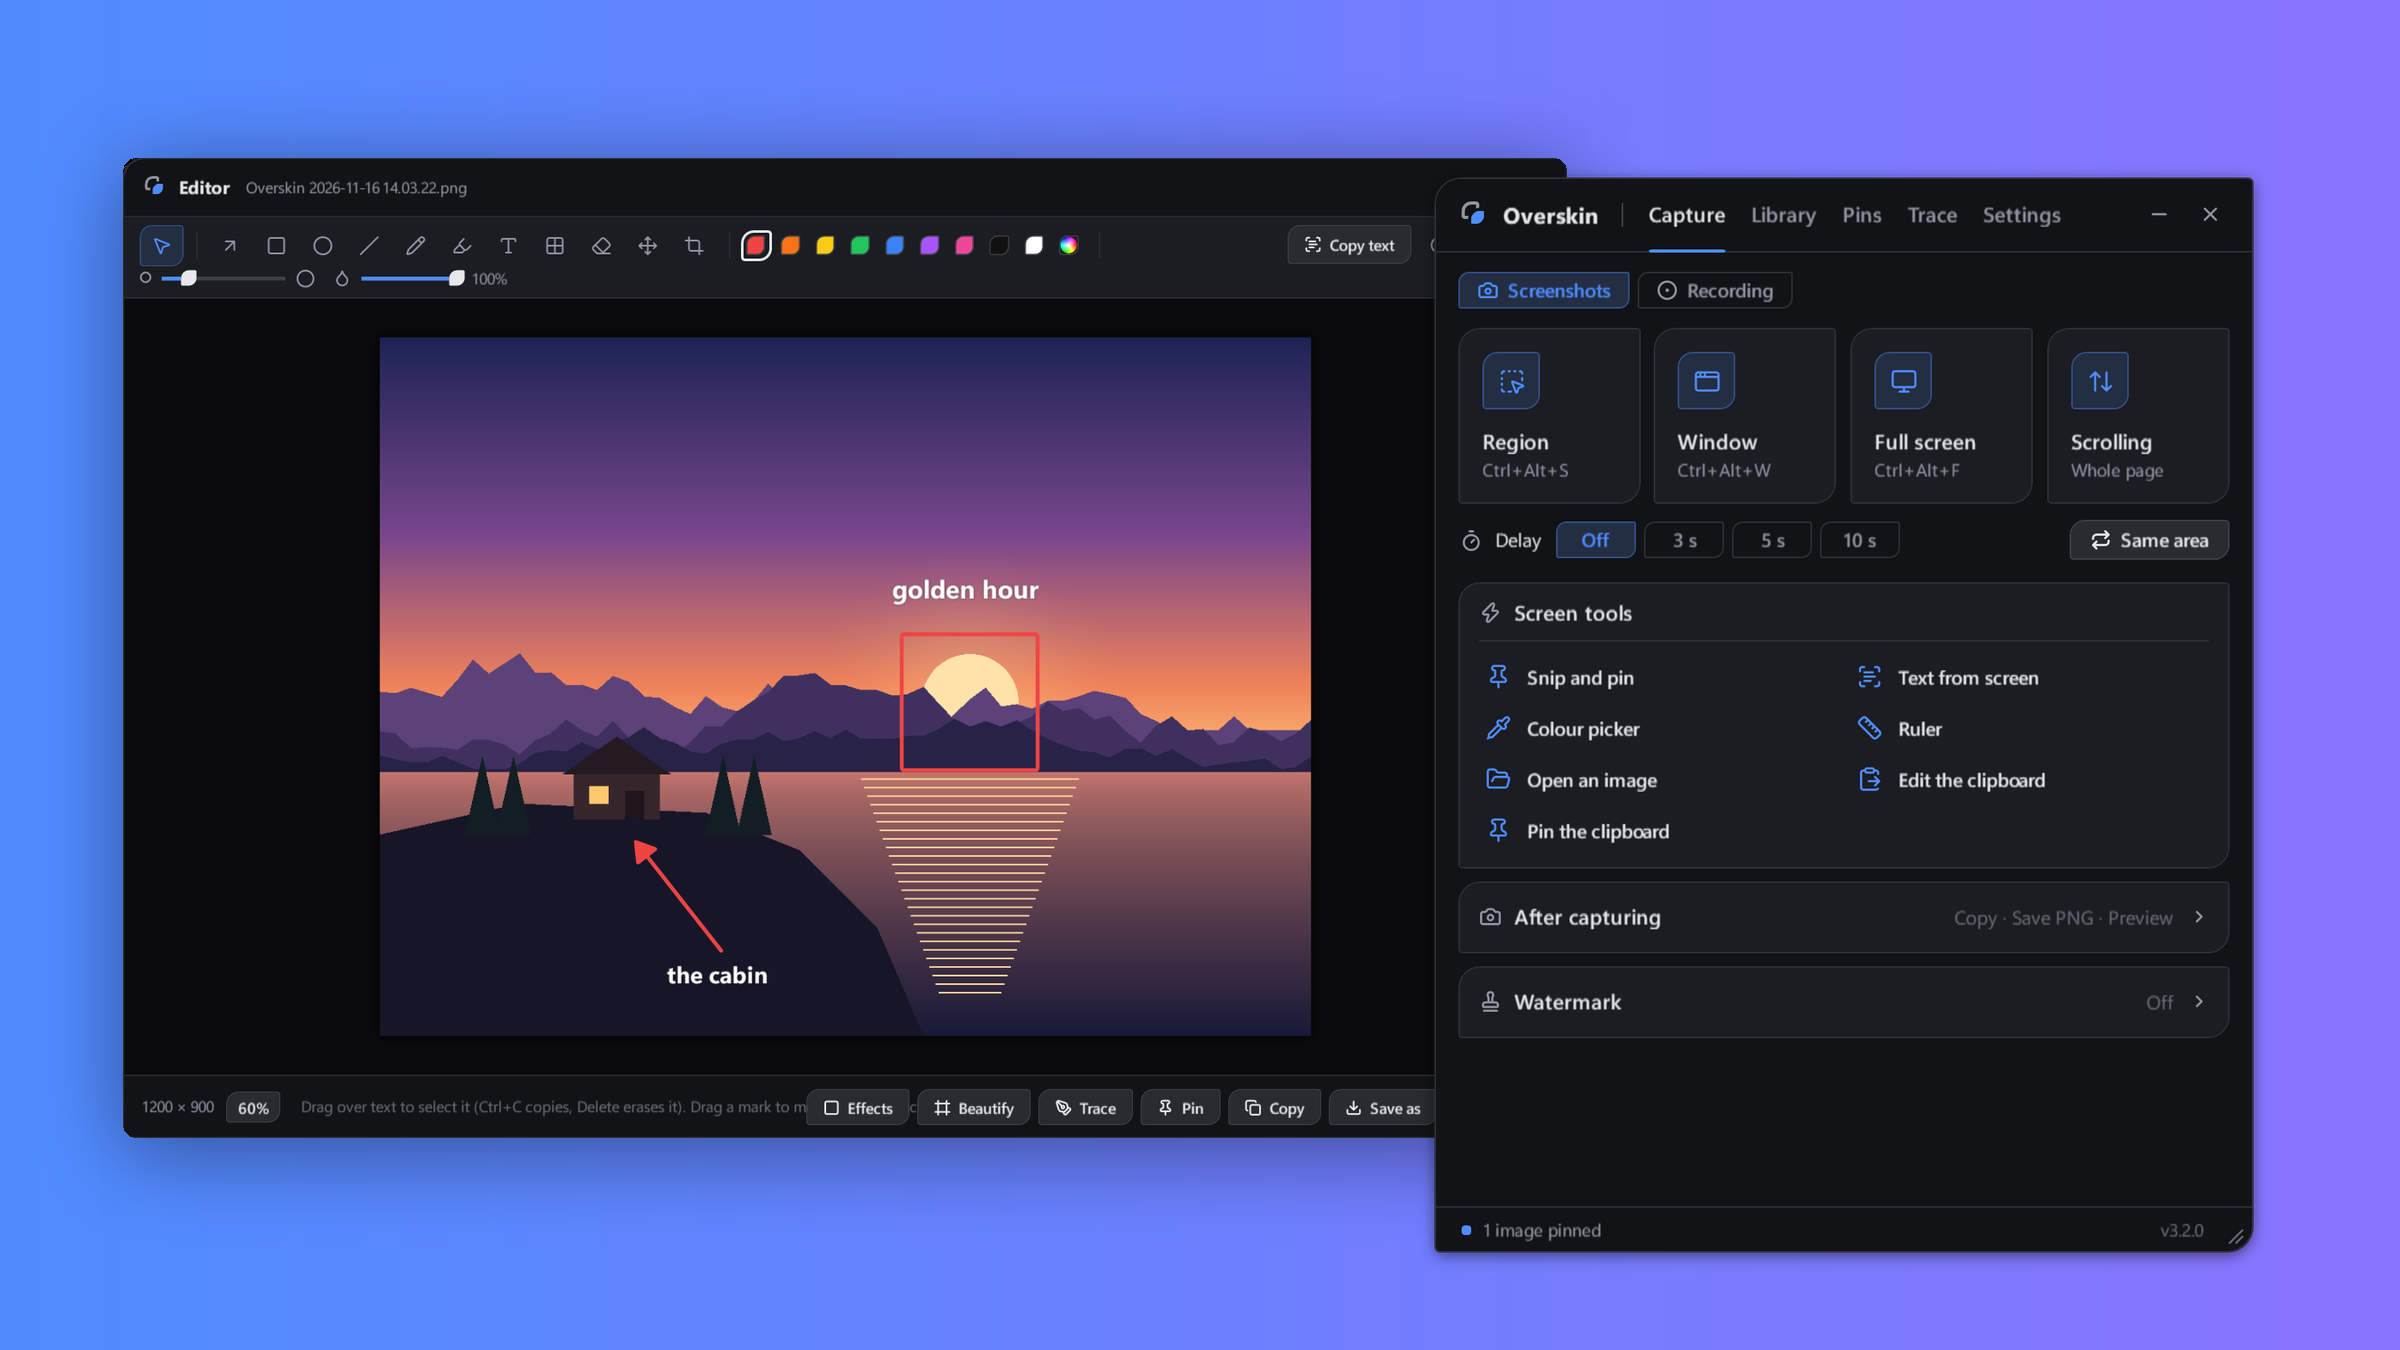 Editor Overskin 2026-11-16 14.03.22.png
Copy text
100%
golden hour
the cabin
1200 × 900 60% Drag over text to select it (Ctrl+C copies, Delete erases it). Drag a mark to
Effects Beautify Trace Pin Copy Save as
Overskin Capture Library Pins Trace Settings
Screenshots Recording
Region
Ctrl+Alt+S
Window
Ctrl+Alt+W
Full screen
Ctrl+Alt+F
Scrolling
Whole page
Delay Off 3 s 5 s 10 s Same area
Screen tools
Snip and pin Text from screen
Colour picker Ruler
Open an image Edit the clipboard
Pin the clipboard
After capturing Copy · Save PNG · Preview
Watermark Off
1 image pinned v3.2.0